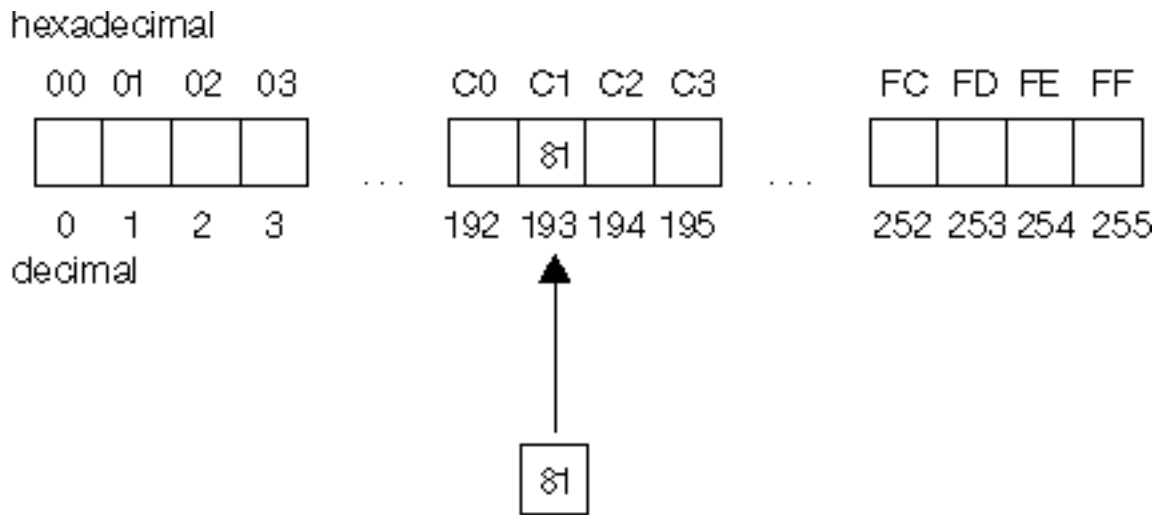 hexadecimal
00 01 02 03 C0 C1 C2 C3 FC FD FE FF
81
... ...
0 1 2 3 192 193 194 195 252 253 254 255
decimal
81